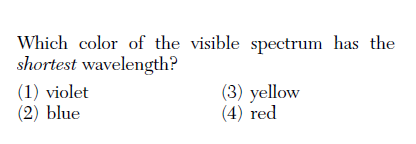 Which color of the visible spectrum has the
shortest wavelength?
(1) violet (3) yellow
(2) blue (4) red